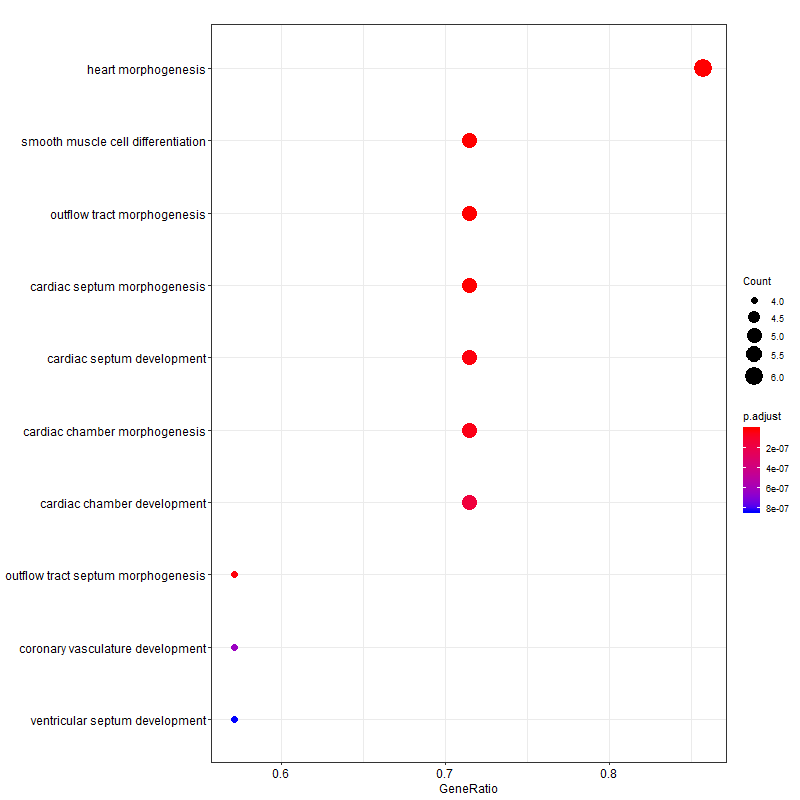 heart morphogenesis
smooth muscle cell differentiation
outflow tract morphogenesis
cardiac septum morphogenesis
cardiac septum development
cardiac chamber morphogenesis
cardiac chamber development
outflow tract septum morphogenesis
coronary vasculature development
ventricular septum development
0.6 0.7 0.8
GeneRatio
Count
4.0
4.5
5.0
5.5
6.0
p.adjust
2e-07
4e-07
6e-07
8e-07